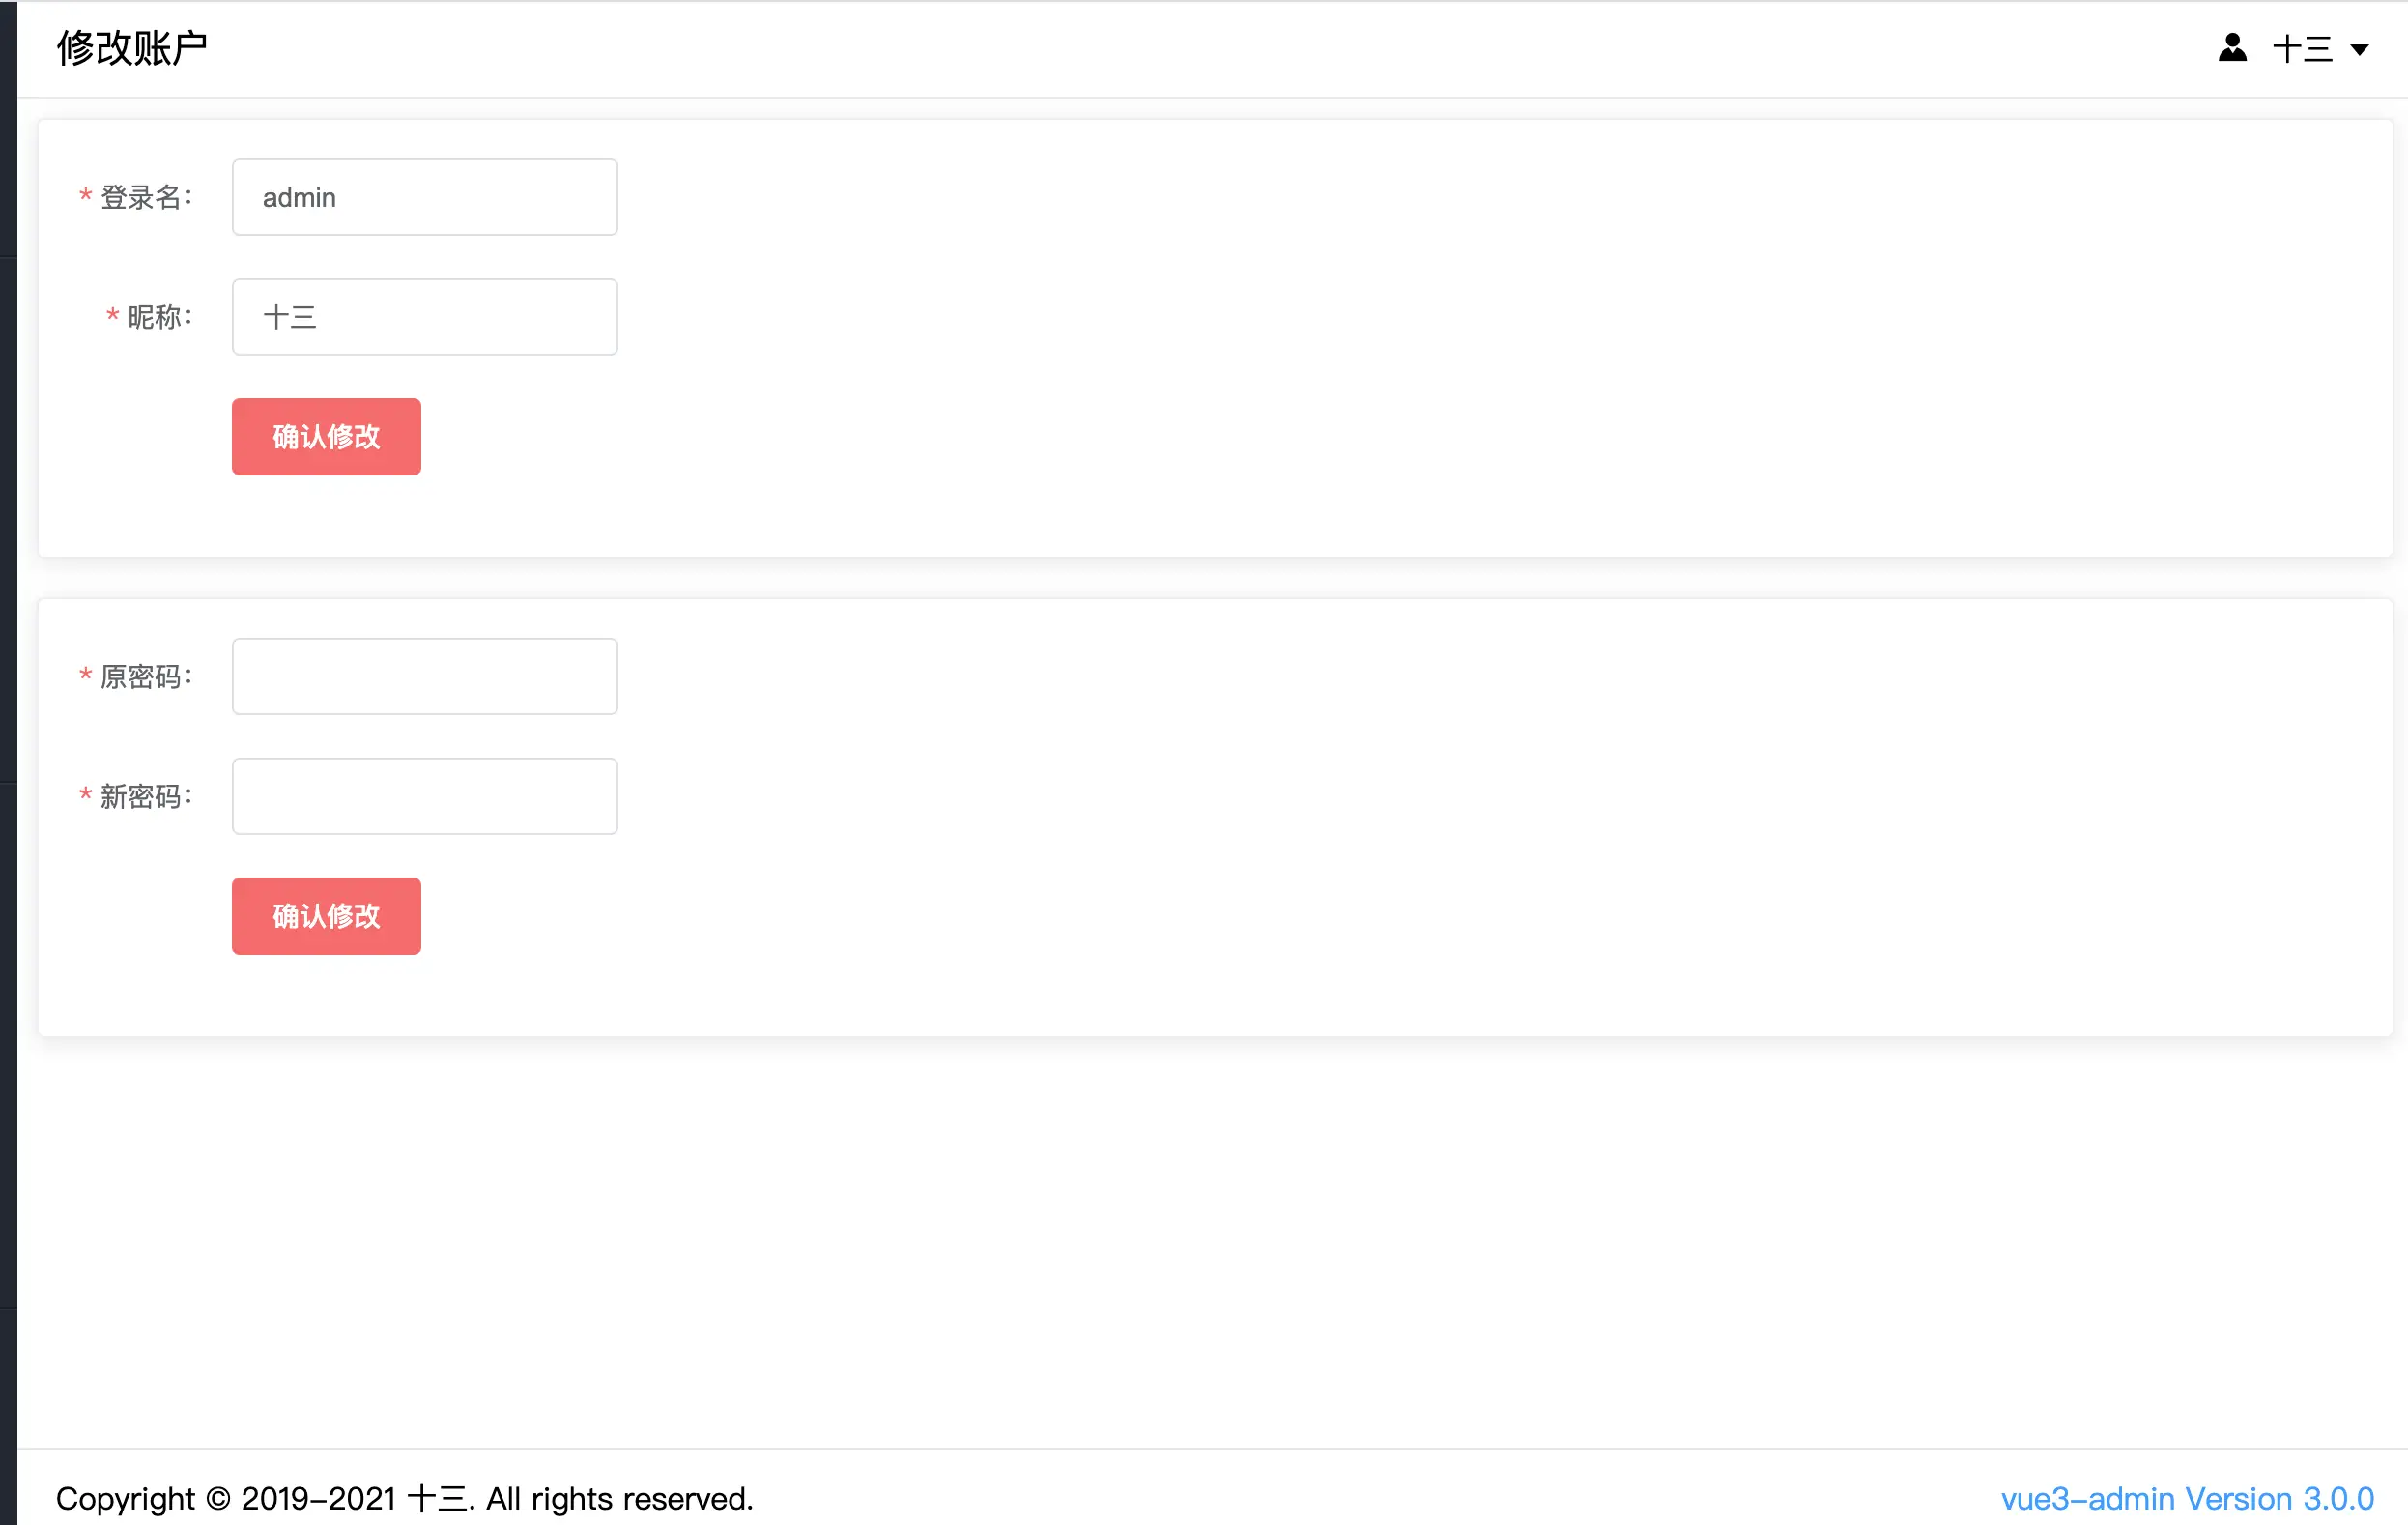 修改账户
十三
* 登录名： admin
* 昵称： 十三
确认修改
* 原密码：
* 新密码：
确认修改
Copyright © 2019-2021 十三. All rights reserved.
vue3-admin Version 3.0.0